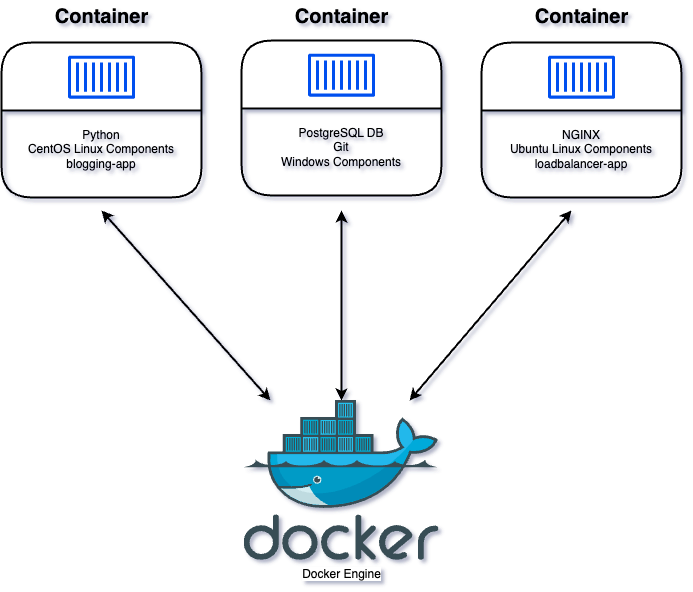 Container
Container
Container
Python
CentOS Linux Components
blogging-app
PostgreSQL DB
Git
Windows Components
NGINX
Ubuntu Linux Components
loadbalancer-app
docker
Docker Engine